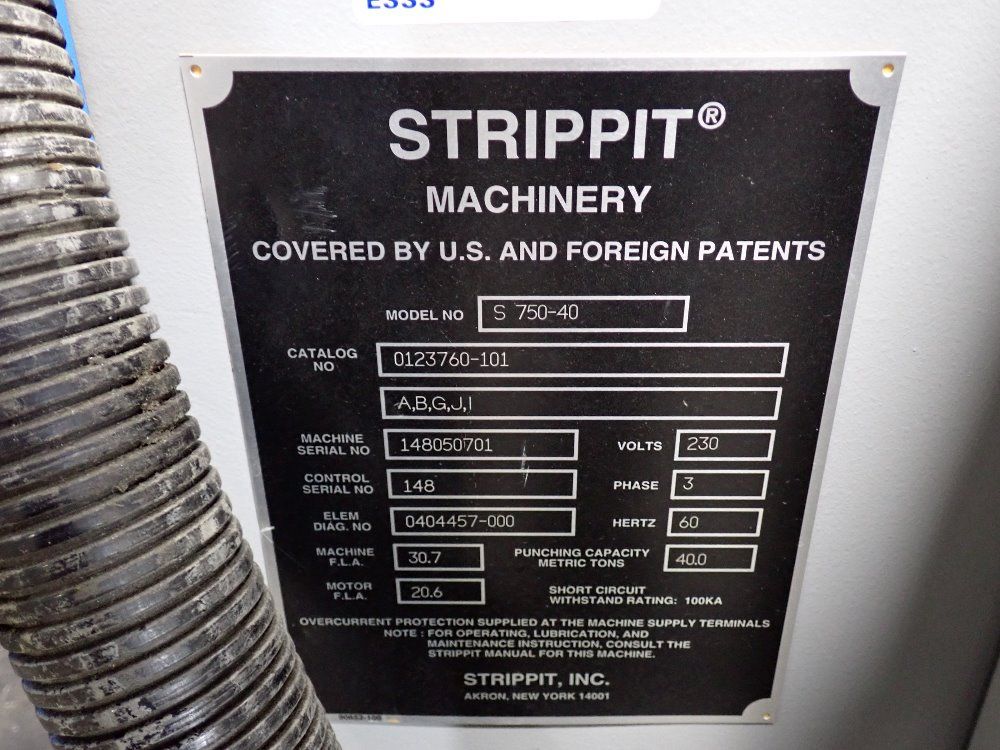 ESSS
STRIPPIT®
MACHINERY
COVERED BY U.S. AND FOREIGN PATENTS
MODEL NO S 750-40
CATALOG NO 0123760-101
A,B,G,J,I
MACHINE SERIAL NO 148050701 VOLTS 230
CONTROL SERIAL NO 148 PHASE 3
ELEM DIAG. NO 0404457-000 HERTZ 60
MACHINE F.L.A. 30.7 PUNCHING CAPACITY METRIC TONS 40.0
MOTOR F.L.A. 20.6 SHORT CIRCUIT WITHSTAND RATING: 100KA
OVERCURRENT PROTECTION SUPPLIED AT THE MACHINE SUPPLY TERMINALS
NOTE : FOR OPERATING, LUBRICATION, AND
MAINTENANCE INSTRUCTION, CONSULT THE
STRIPPIT MANUAL FOR THIS MACHINE.
STRIPPIT, INC.
AKRON, NEW YORK 14001